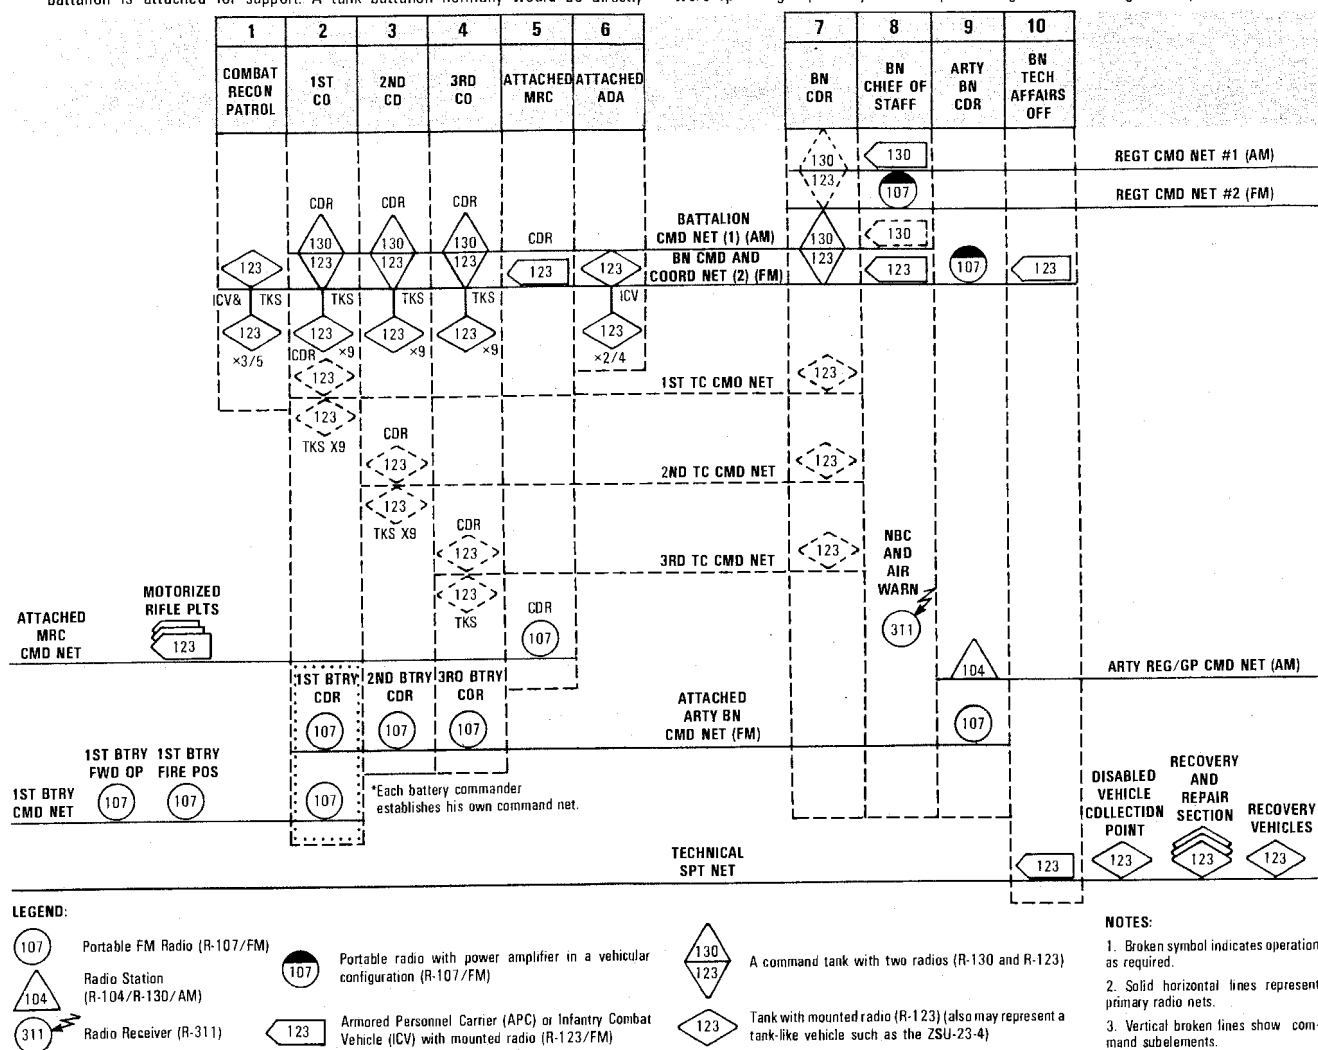 battalion is attached for support. A tank battalion normally would be directly
1 2 3 4 5 6 7 8 9 10
COMBAT RECON PATROL
1ST CO
2ND CD
3RD CO
ATTACHED MRC
ATTACHED ADA
BN CDR
BN CHIEF OF STAFF
ARTY BN CDR
BN TECH AFFAIRS OFF
130 130 REGT CMO NET #1 (AM)
123 107 REGT CMD NET #2 (FM)
CDR CDR CDR
BATTALION
CMD NET (1) (AM)
130 130 130 CDR 130 130
BN CMD AND
COORD NET (2) (FM)
123 123 123 123 123 123 123 123 107 123
ICV& TKS TKS TKS TKS ICV
123 123 123 123 123
×3/5 ×9 ×9 ×9 ×2/4
CDR
123 1ST TC CMO NET 123
123
TKS X9
CDR
123 2ND TC CMD NET 123
123
TKS X9
CDR
123 3RD TC CMD NET 123
123
TKS
NBC
AND
AIR
WARN
311
ATTACHED
MRC
CMD NET
MOTORIZED
RIFLE PLTS
123
CDR
107
104 ARTY REG/GP CMD NET (AM)
1ST BTRY CDR
2ND BTRY CDR
3RO BTRY COR
107 107 107
ATTACHED
ARTY BN
CMD NET (FM)
107
1ST BTRY
CMD NET
1ST BTRY
FWD OP
1ST BTRY
FIRE POS
107 107 107
*Each battery commander
establishes his own command net.
TECHNICAL
SPT NET
123
DISABLED
VEHICLE
CDLLECTION
POINT
123
RECOVERY
AND
REPAIR
SECTION
123
RECOVERY
VEHICLES
123
LEGEND:
107 Portable FM Radio (R-107/FM)
104 Radio Station
(R-104/R-130/AM)
311 Radio Receiver (R-311)
107 Portable radio with power amplifier in a vehicular
configuration (R-107/FM)
123 Armored Personnel Carrier (APC) or Infantry Combat
Vehicle (ICV) with mounted radio (R-123/FM)
130
123 A command tank with two radios (R-130 and R-123)
123 Tank with mounted radio (R-123) (also may represent a
tank-like vehicle such as the ZSU-23-4)
NOTES:
1. Broken symbol indicates operation
as required.
2. Solid horizontal lines represent
primary radio nets.
3. Vertical broken lines show com-
mand subelements.